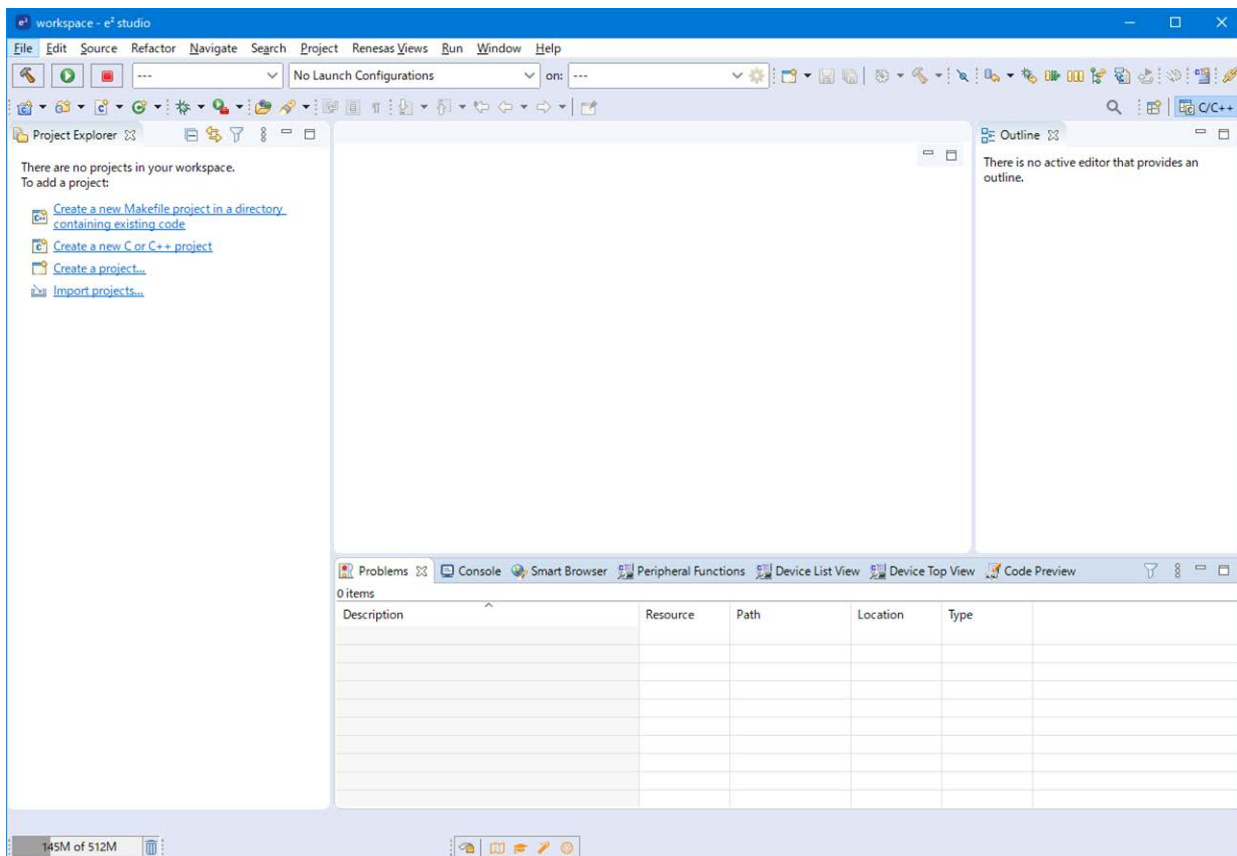 workspace - e² studio
File Edit Source Refactor Navigate Search Project Renesas Views Run Window Help
--- No Launch Configurations on: ---
C/C++
Project Explorer
Outline
There are no projects in your workspace.
To add a project:
Create a new Makefile project in a directory
containing existing code
Create a new C or C++ project
Create a project...
Import projects...
There is no active editor that provides an
outline.
Problems Console Smart Browser Peripheral Functions Device List View Device Top View Code Preview
0 items
Description Resource Path Location Type
145M of 512M